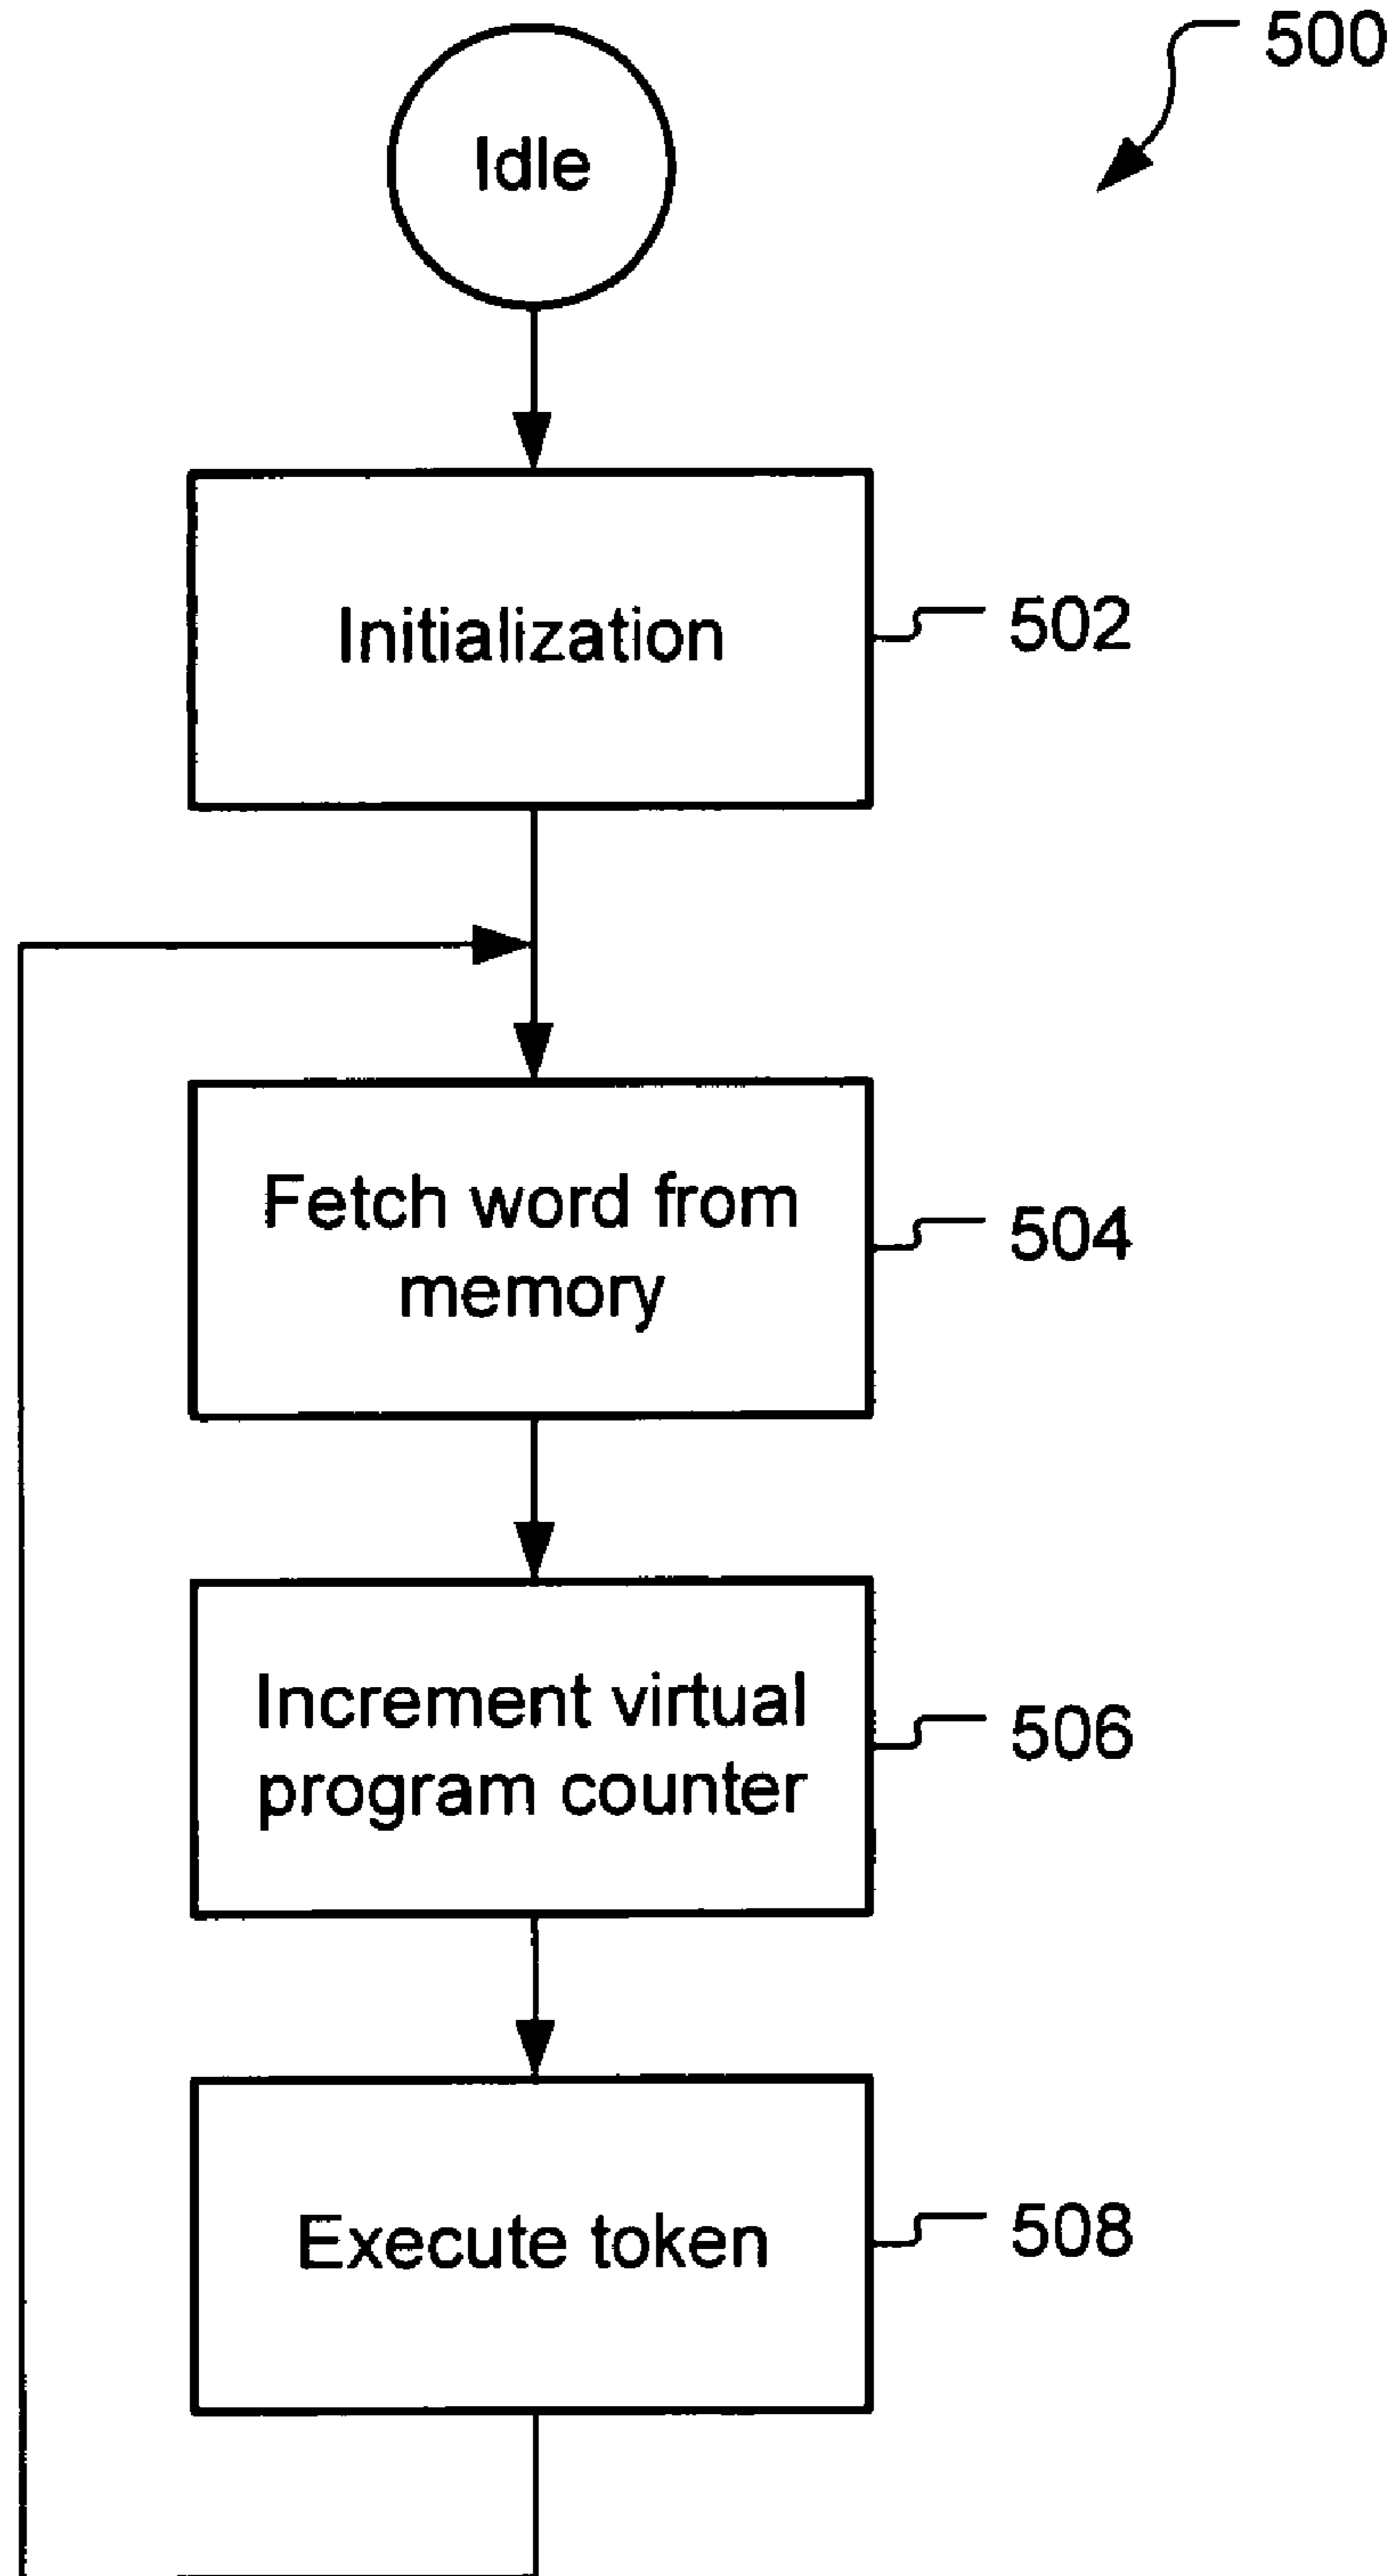 500
Idle
Initialization
502
Fetch word from
memory
504
Increment virtual
program counter
506
Execute token
508